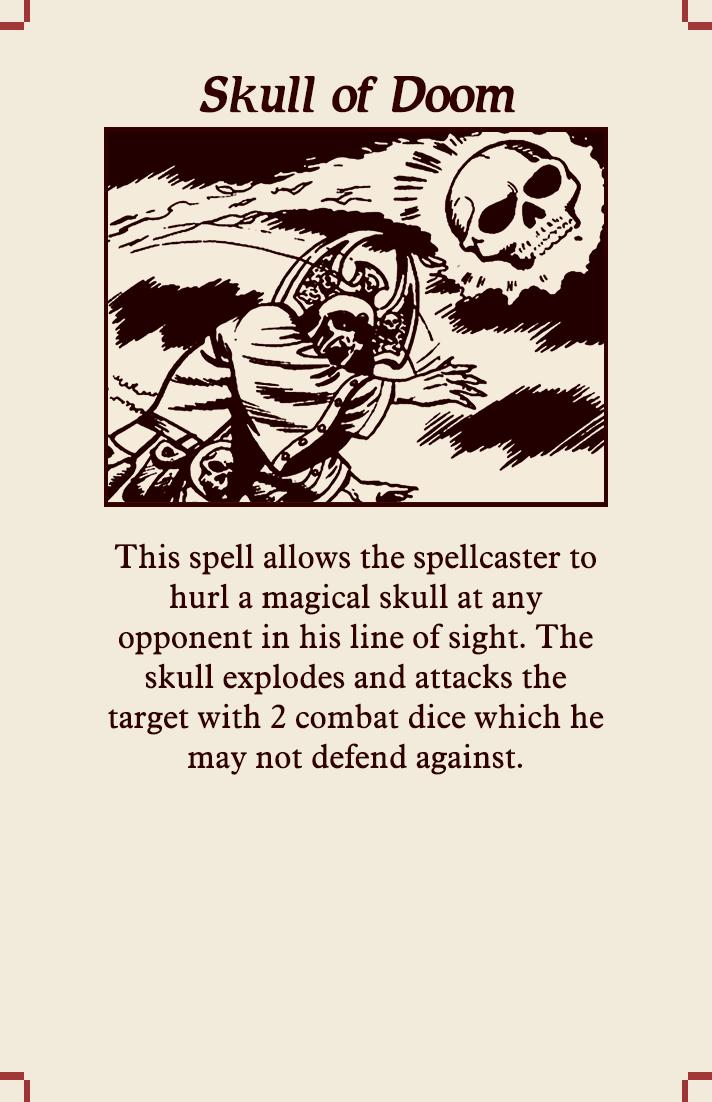 Skull of Doom
This spell allows the spellcaster to
hurl a magical skull at any
opponent in his line of sight. The
skull explodes and attacks the
target with 2 combat dice which he
may not defend against.